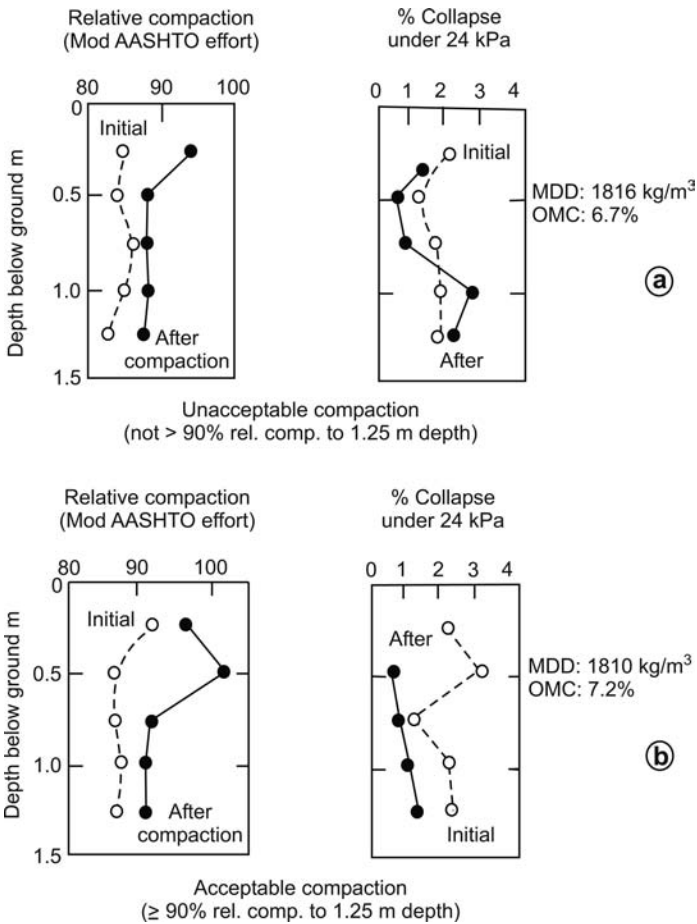 Relative compaction
(Mod AASHTO effort)
% Collapse
under 24 kPa
80 90 100
0 1 2 3 4
0
0.5
1.0
1.5
Depth below ground m
Initial
After
compaction
Initial
After
MDD: 1816 kg/m³
OMC: 6.7%
a
Unacceptable compaction
(not > 90% rel. comp. to 1.25 m depth)
Relative compaction
(Mod AASHTO effort)
% Collapse
under 24 kPa
80 90 100
0 1 2 3 4
0
0.5
1.0
1.5
Depth below ground m
Initial
After
compaction
After
Initial
MDD: 1810 kg/m³
OMC: 7.2%
b
Acceptable compaction
(≥ 90% rel. comp. to 1.25 m depth)